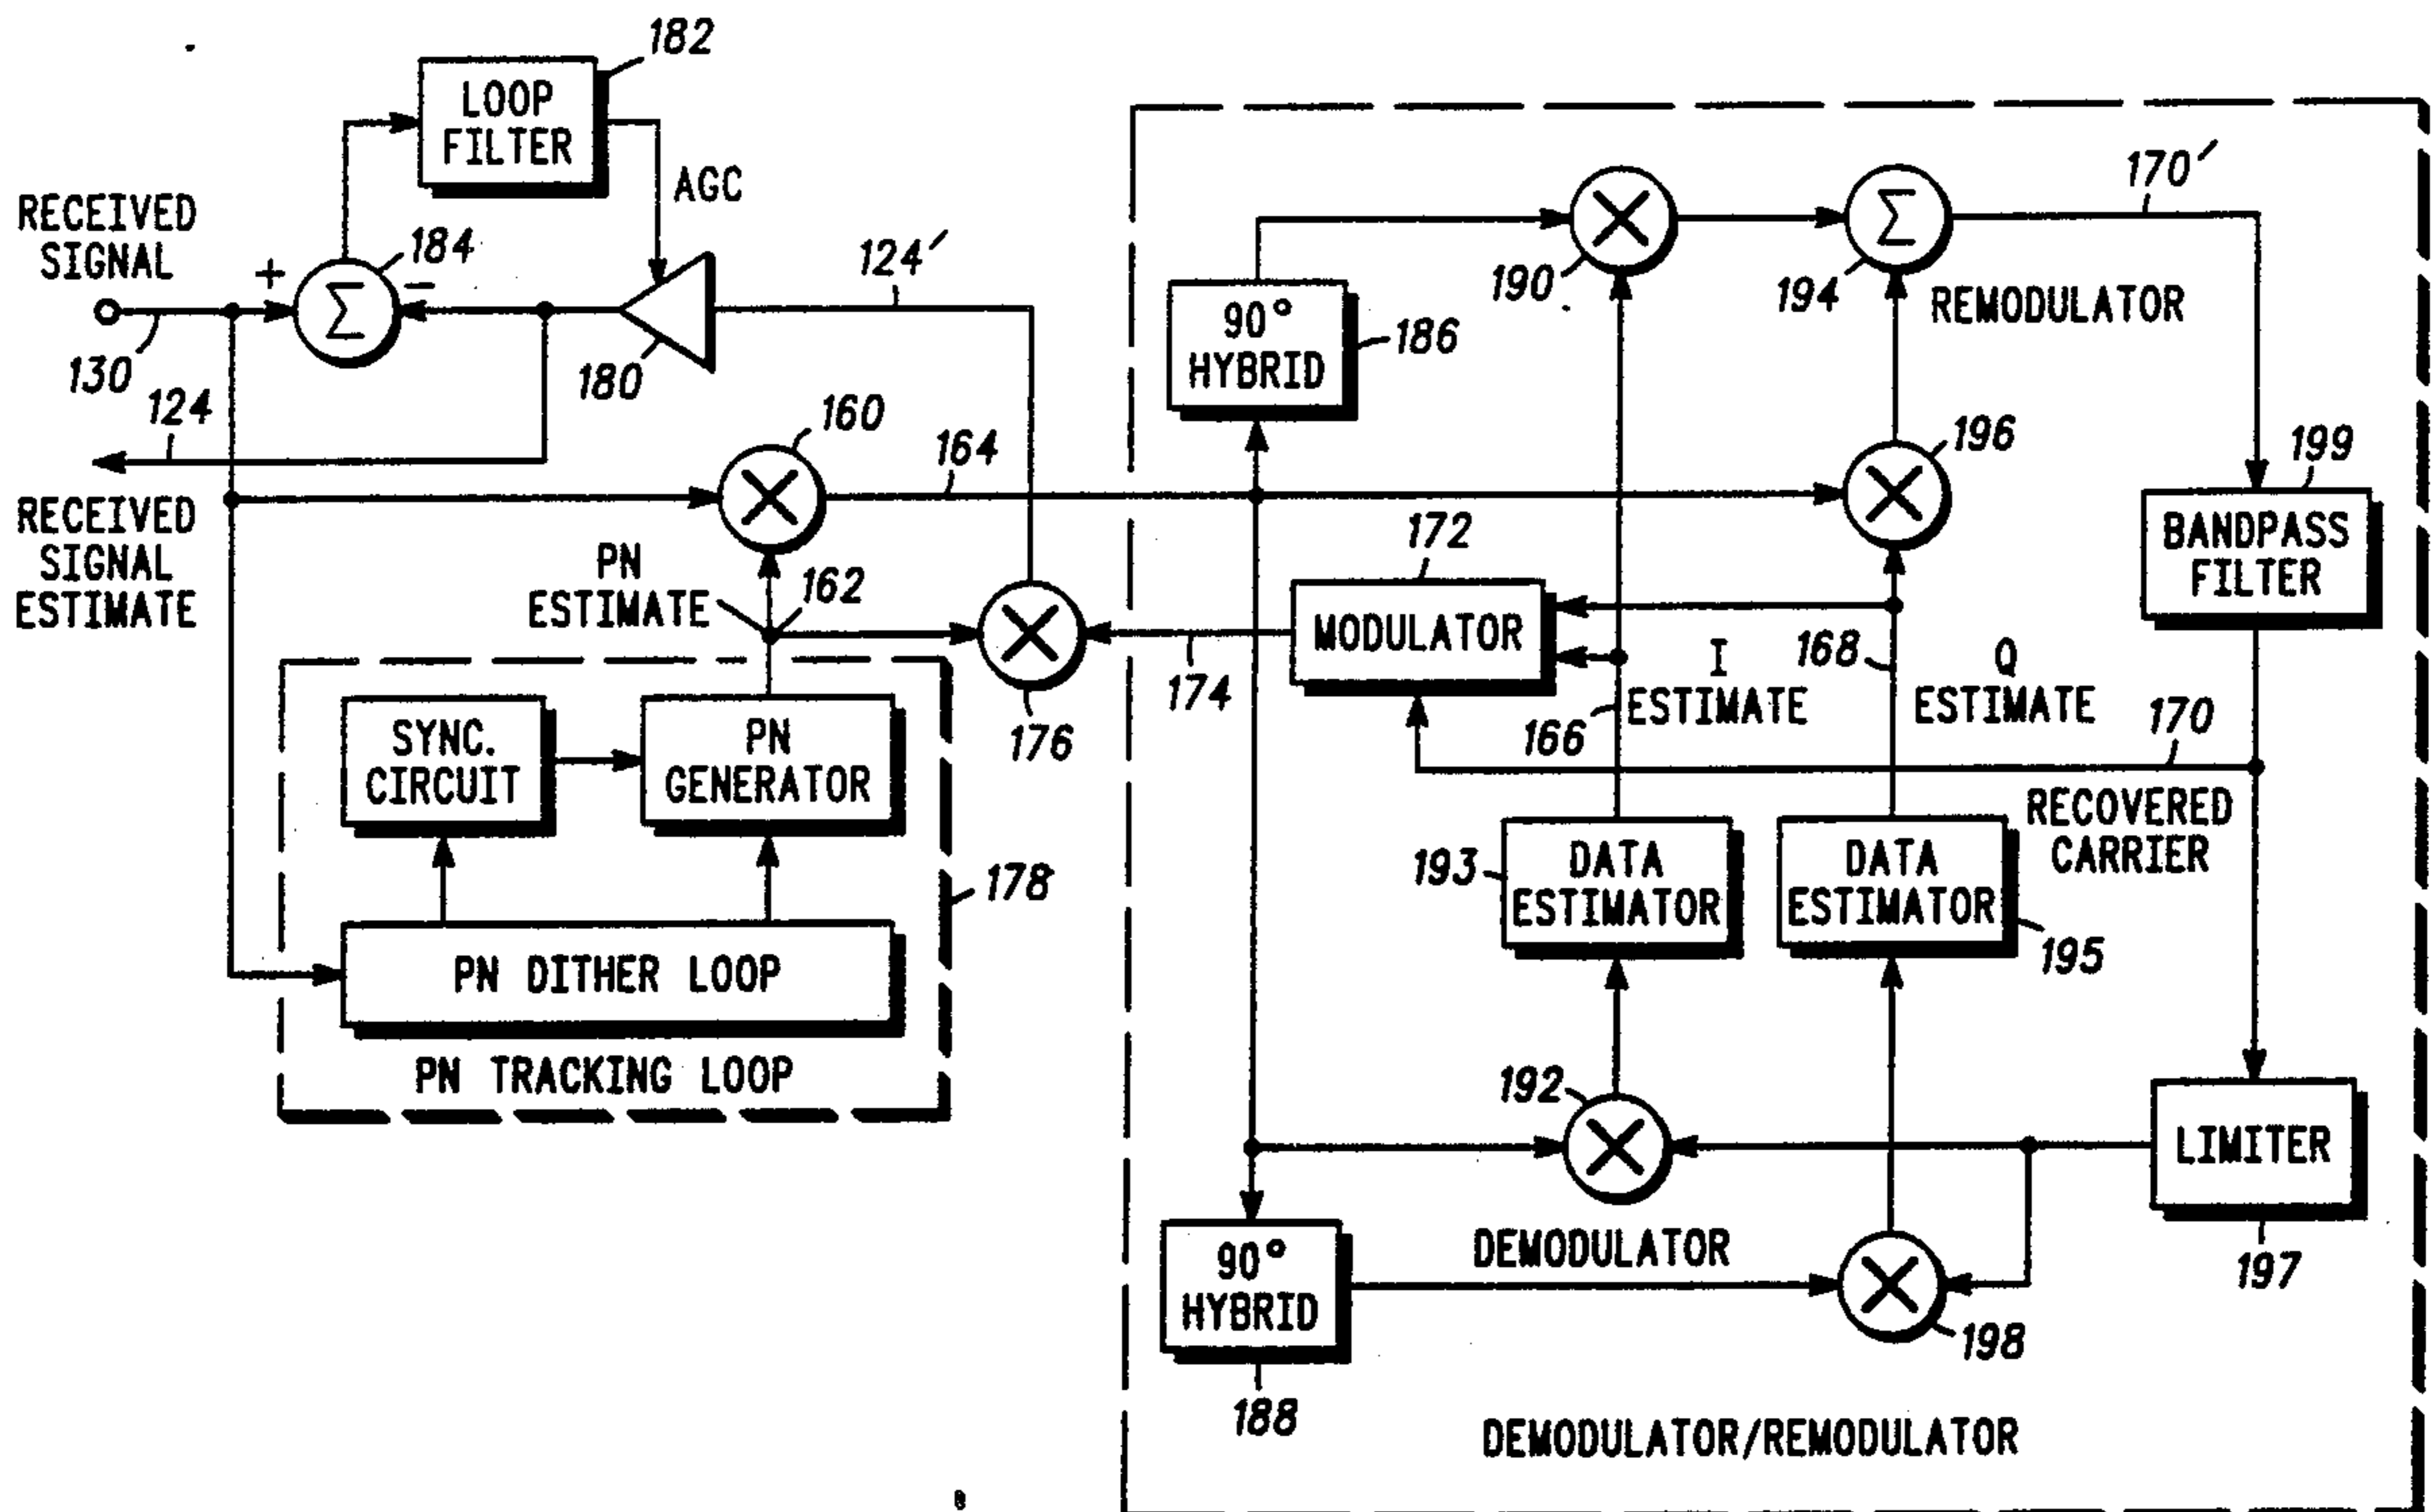 182
LOOP
FILTER
AGC
RECEIVED
SIGNAL
+
184
Σ
−
124′
130
180
124
RECEIVED
SIGNAL
ESTIMATE
160
164
PN
ESTIMATE
162
176
174
SYNC.
CIRCUIT
PN
GENERATOR
178
PN DITHER LOOP
PN TRACKING LOOP
190
Σ
194
170′
REMODULATOR
90°
HYBRID
186
196
199
BANDPASS
FILTER
172
MODULATOR
168
I
ESTIMATE
166
Q
ESTIMATE
170
RECOVERED
CARRIER
193
DATA
ESTIMATOR
DATA
ESTIMATOR
195
192
LIMITER
197
90°
HYBRID
188
DEMODULATOR
198
DEMODULATOR/REMODULATOR